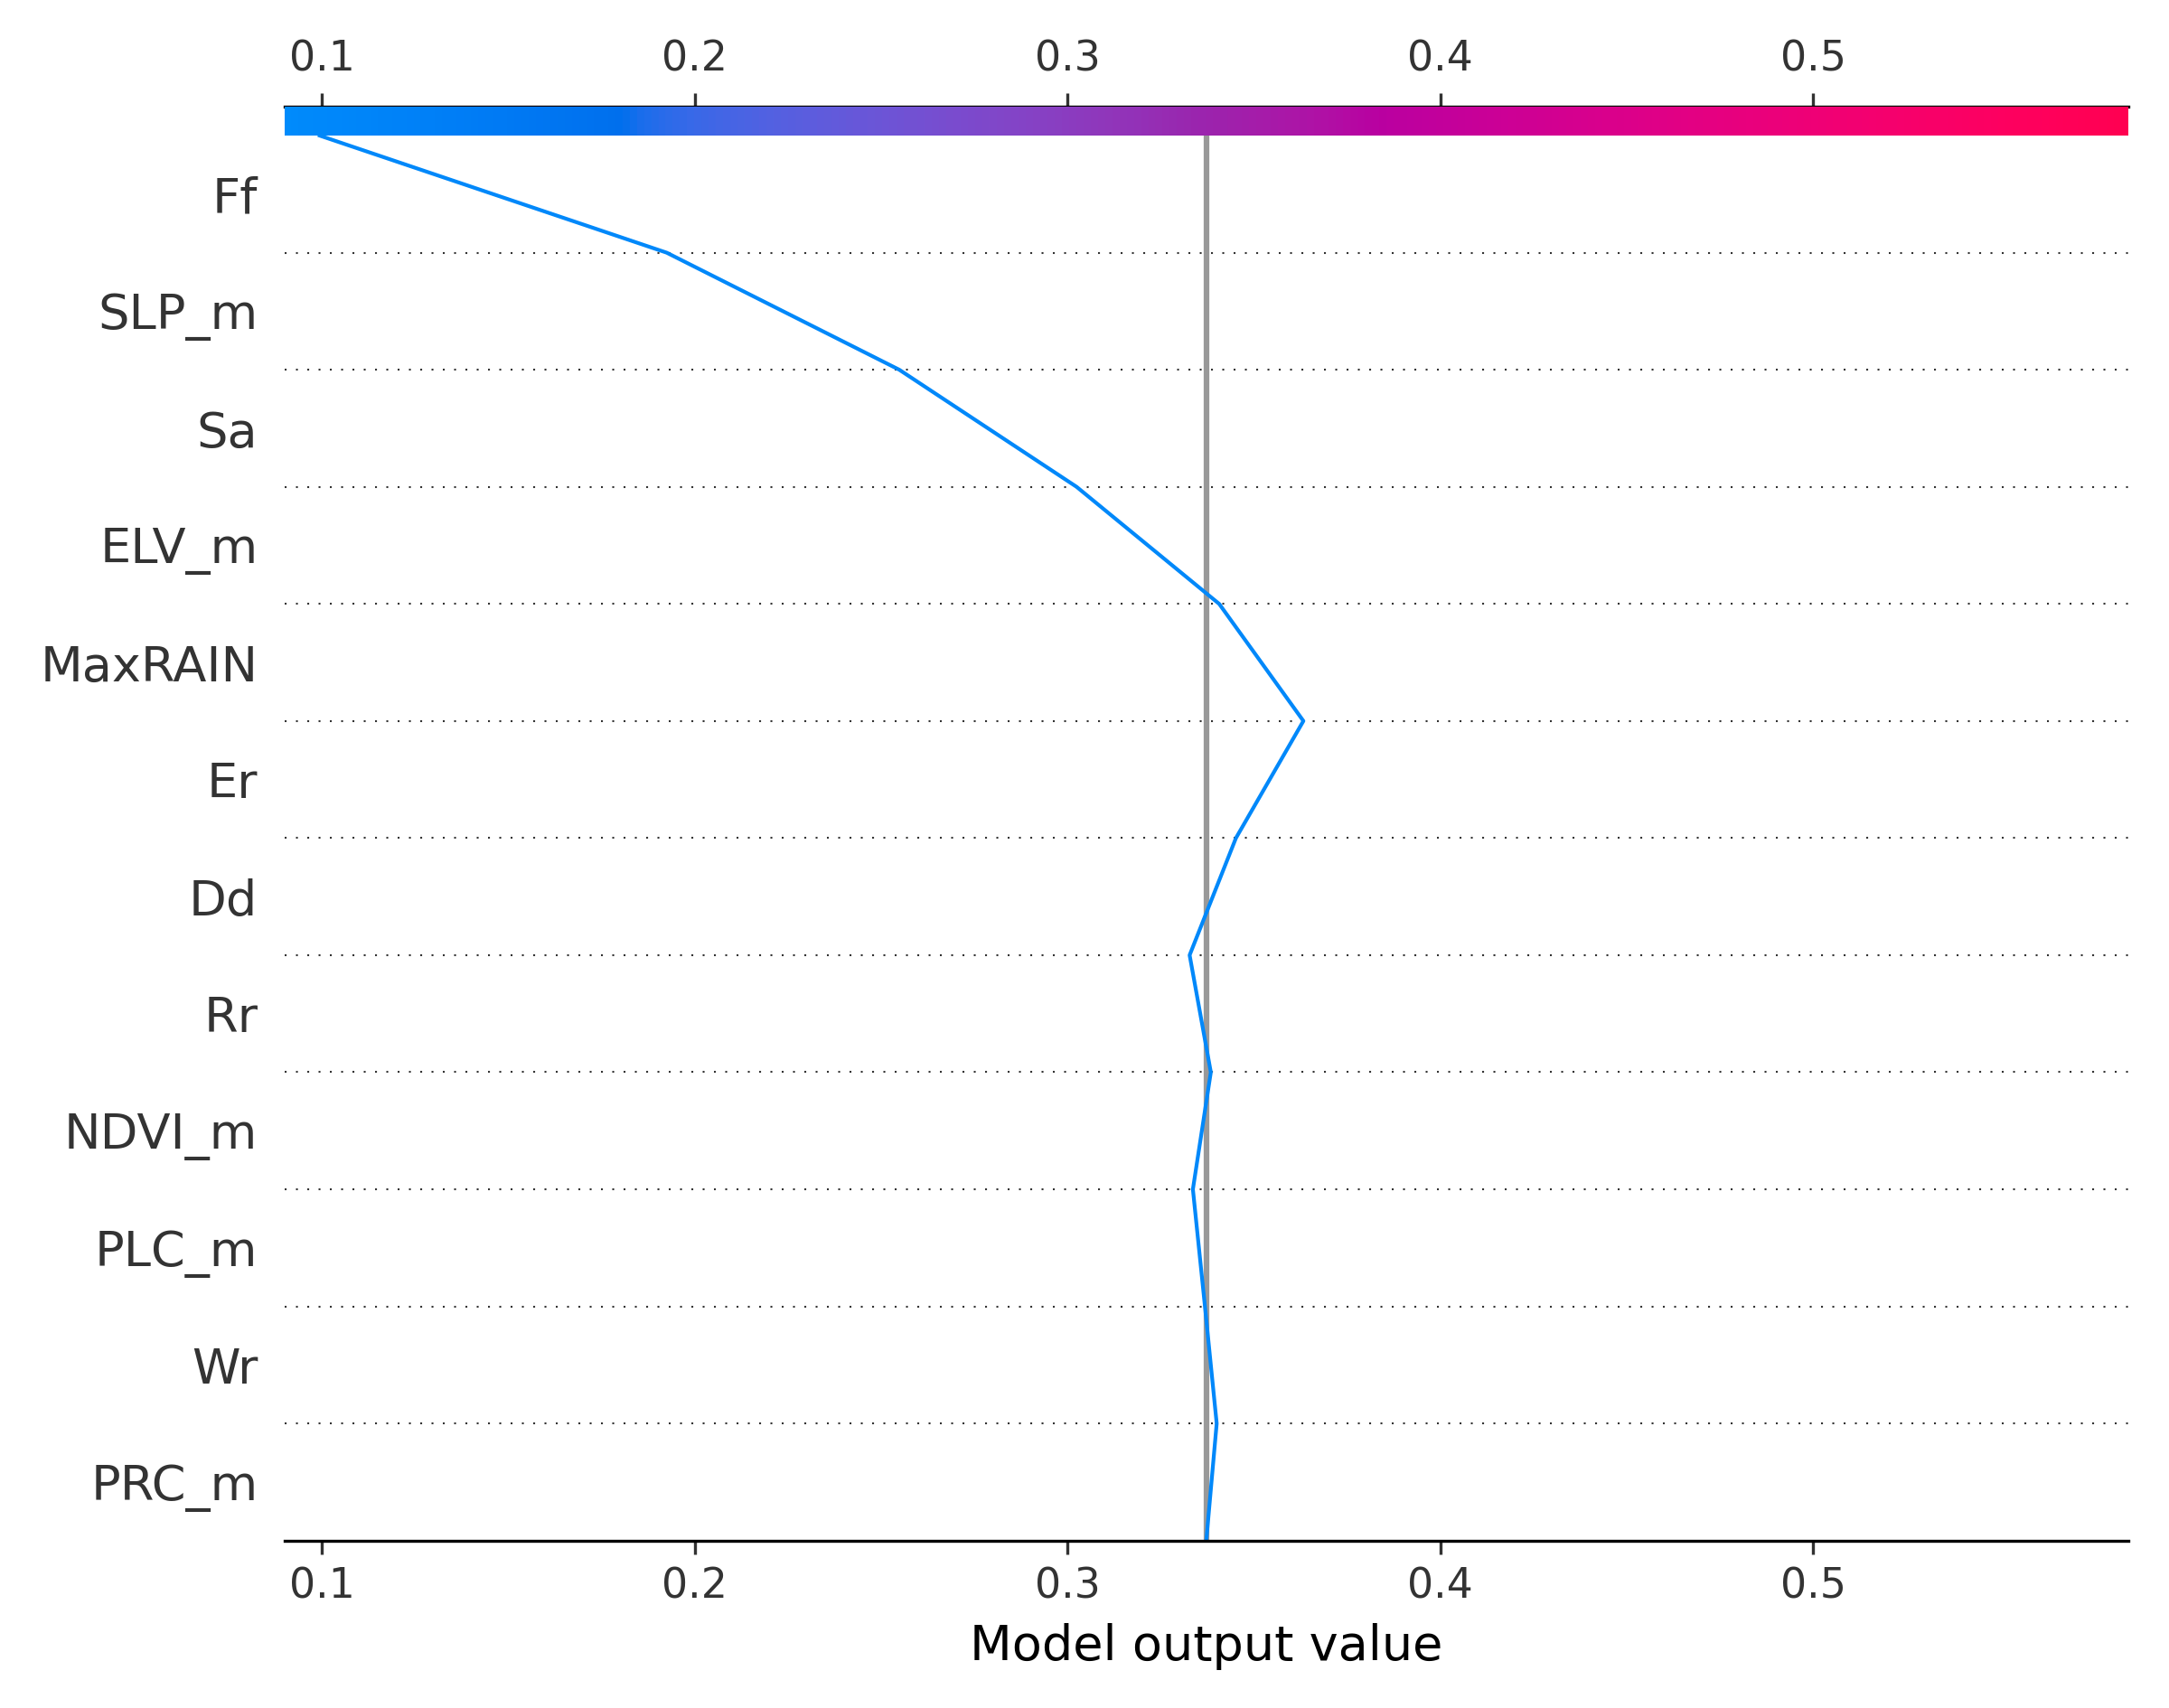 0.1 0.2 0.3 0.4 0.5
Ff
SLP_m
Sa
ELV_m
MaxRAIN
Er
Dd
Rr
NDVI_m
PLC_m
Wr
PRC_m
0.1 0.2 0.3 0.4 0.5
Model output value